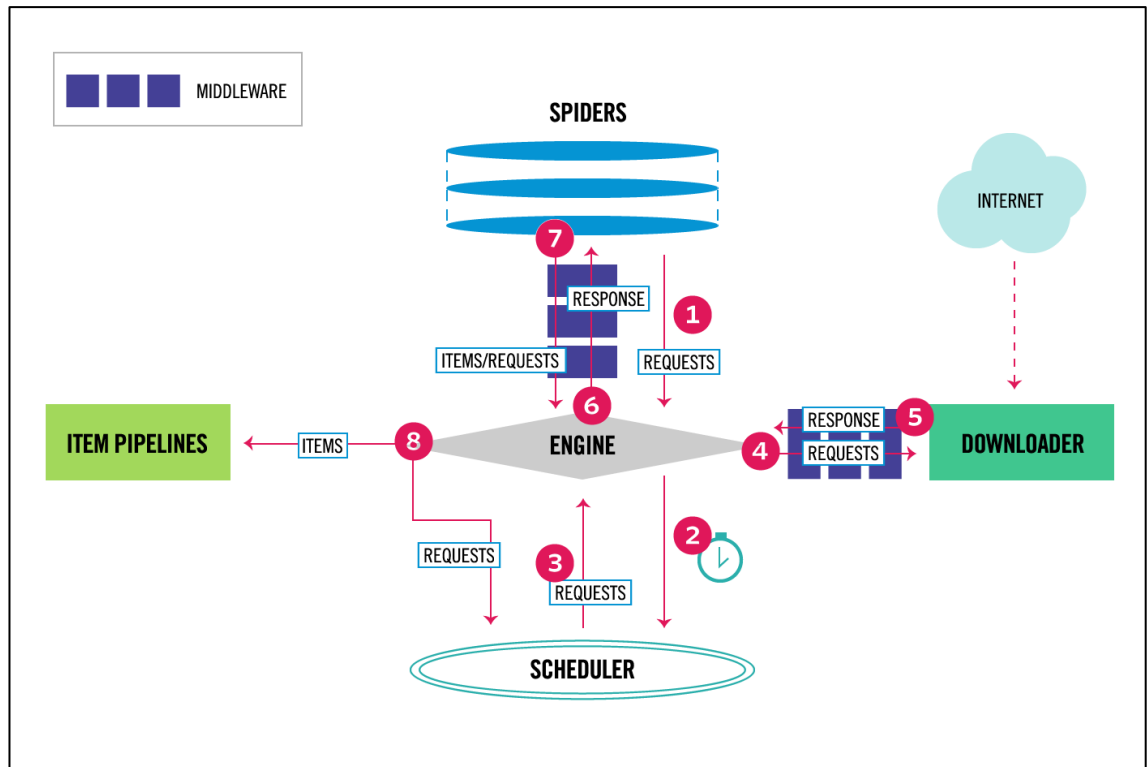 MIDDLEWARE
SPIDERS
INTERNET
7
RESPONSE
1
ITEMS/REQUESTS
REQUESTS
6
ITEM PIPELINES
ITEMS
8
ENGINE
4
RESPONSE
5
REQUESTS
DOWNLOADER
2
REQUESTS
3
REQUESTS
SCHEDULER